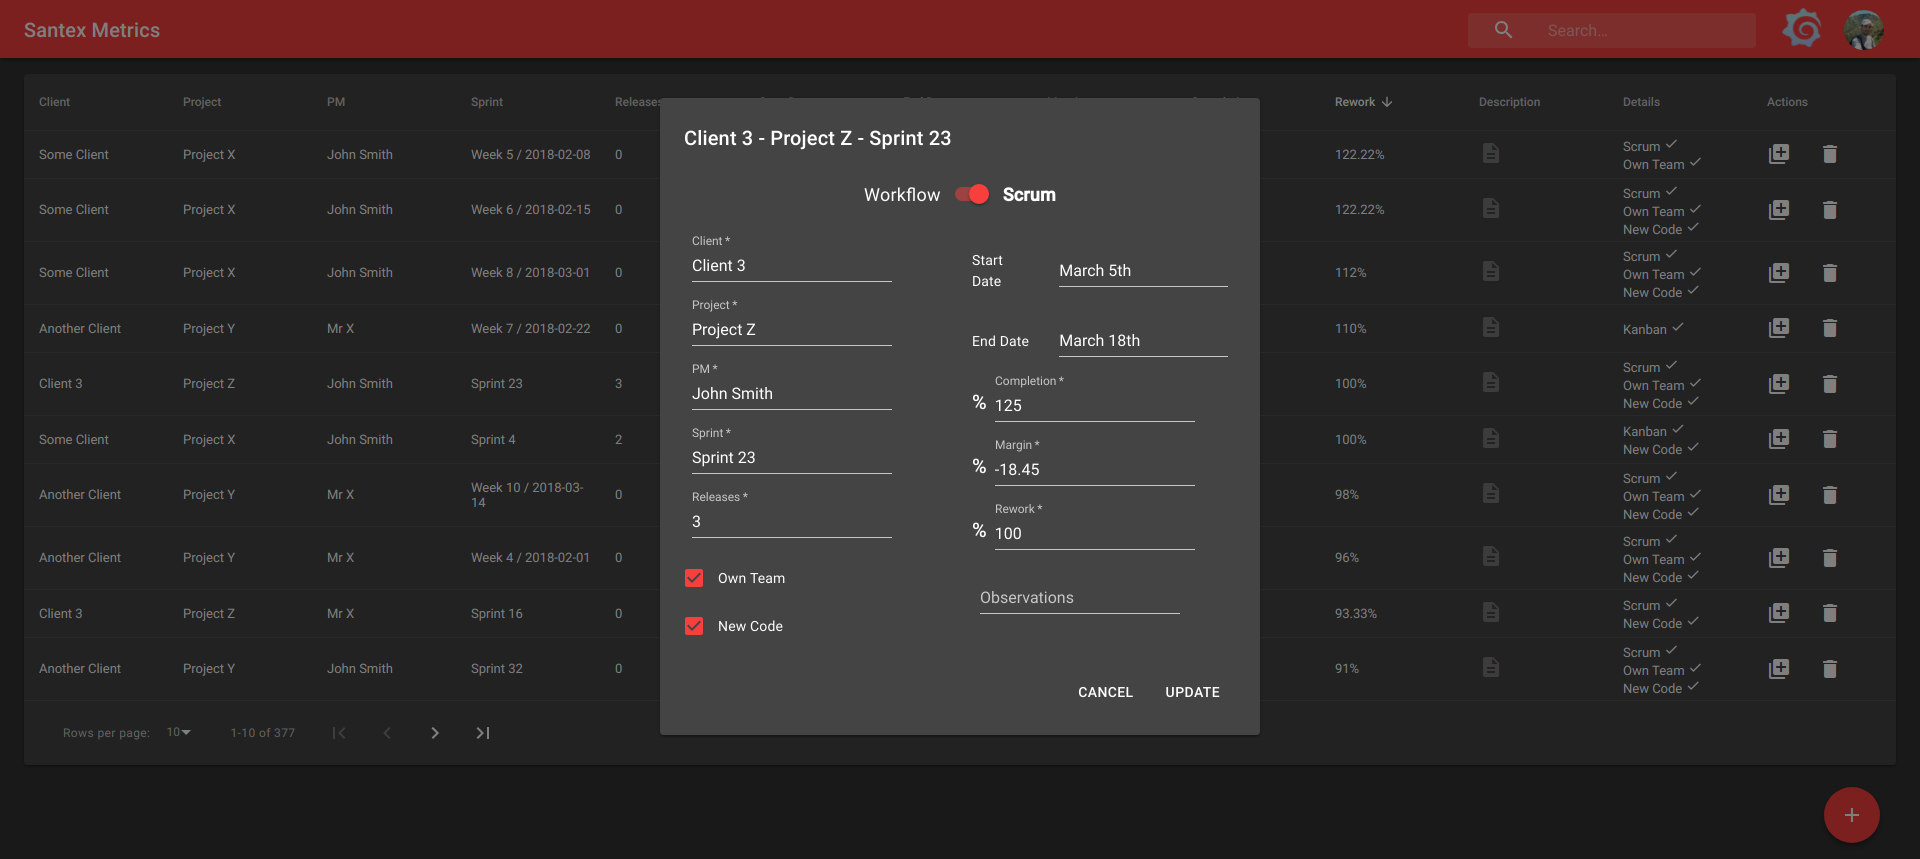 Santex Metrics
Search...
Client Project PM Sprint Releases Rework Description Details Actions
Some Client Project X John Smith Week 5 / 2018-02-08 0 122.22% Scrum
Own Team
Some Client Project X John Smith Week 6 / 2018-02-15 0 122.22% Scrum
Own Team
New Code
Some Client Project X John Smith Week 8 / 2018-03-01 0 112% Scrum
Own Team
New Code
Another Client Project Y Mr X Week 7 / 2018-02-22 0 110% Kanban
Client 3 Project Z John Smith Sprint 23 3 100% Scrum
Own Team
New Code
Some Client Project X John Smith Sprint 4 2 100% Kanban
New Code
Another Client Project Y Mr X Week 10 / 2018-03-
14 0 98% Scrum
Own Team
New Code
Another Client Project Y Mr X Week 4 / 2018-02-01 0 96% Scrum
Own Team
New Code
Client 3 Project Z Mr X Sprint 16 0 93.33% Scrum
New Code
Another Client Project Y John Smith Sprint 32 0 91% Scrum
Own Team
New Code
Rows per page: 10 1-10 of 377
Client 3 - Project Z - Sprint 23
Workflow Scrum
Client *
Client 3
Project *
Project Z
PM *
John Smith
Sprint *
Sprint 23
Releases *
3
Own Team
New Code
Start
Date
March 5th
End Date March 18th
Completion *
% 125
Margin *
% -18.45
Rework *
% 100
Observations
CANCEL UPDATE